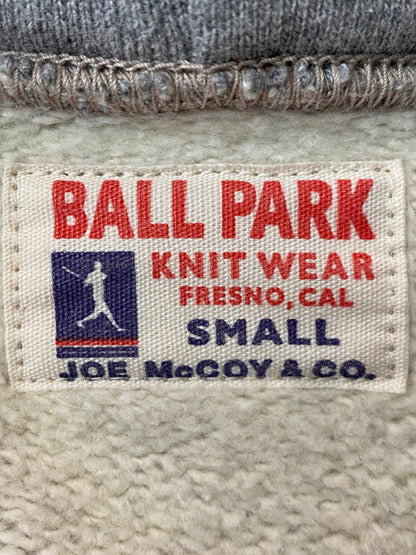 BALL PARK
KNIT WEAR
FRESNO, CAL
SMALL
JOE McCOY & CO.